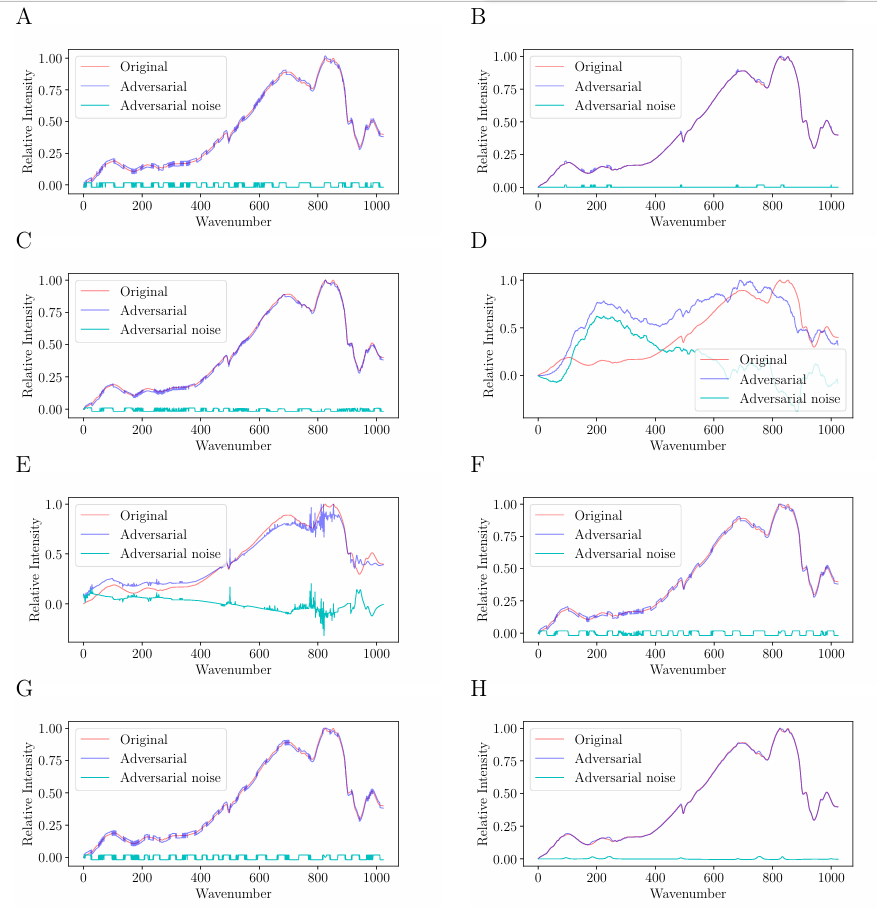 A
Relative Intensity
1.00
0.75
0.50
0.25
0.00
Original
Adversarial
Adversarial noise
0 200 400 600 800 1000
Wavenumber
B
Relative Intensity
1.00
0.75
0.50
0.25
0.00
Original
Adversarial
Adversarial noise
0 200 400 600 800 1000
Wavenumber
C
Relative Intensity
1.00
0.75
0.50
0.25
0.00
Original
Adversarial
Adversarial noise
0 200 400 600 800 1000
Wavenumber
D
Relative Intensity
1.0
0.5
0.0
Original
Adversarial
Adversarial noise
0 200 400 600 800 1000
Wavenumber
E
Relative Intensity
1.0
0.5
0.0
Original
Adversarial
Adversarial noise
0 200 400 600 800 1000
Wavenumber
F
Relative Intensity
1.00
0.75
0.50
0.25
0.00
Original
Adversarial
Adversarial noise
0 200 400 600 800 1000
Wavenumber
G
Relative Intensity
1.00
0.75
0.50
0.25
0.00
Original
Adversarial
Adversarial noise
0 200 400 600 800 1000
Wavenumber
H
Relative Intensity
1.00
0.75
0.50
0.25
0.00
Original
Adversarial
Adversarial noise
0 200 400 600 800 1000
Wavenumber